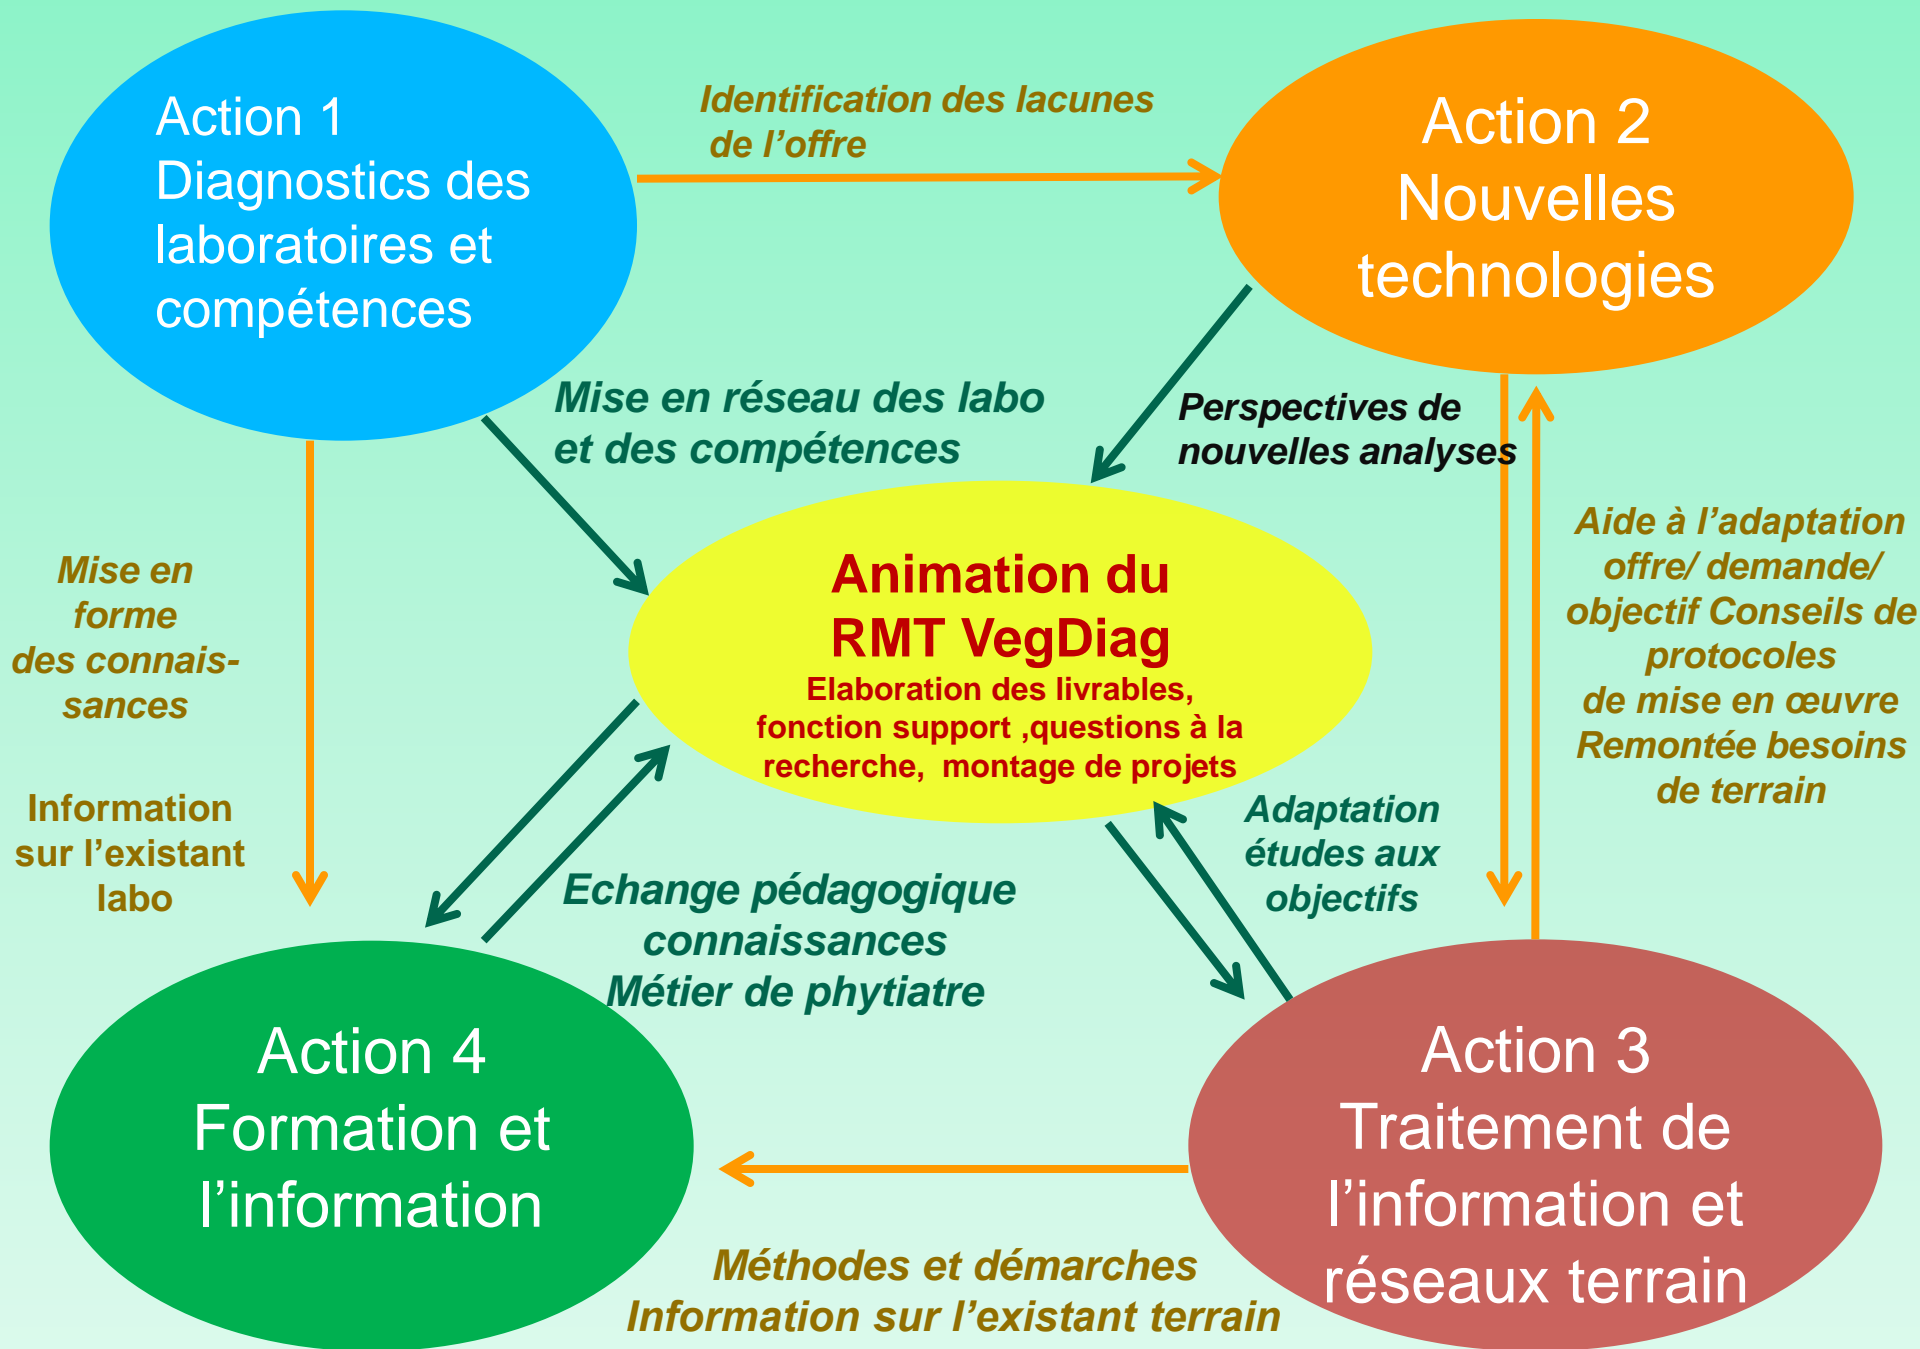 Action 1
Diagnostics des
laboratoires et
compétences
Identification des lacunes
de l’offre
Action 2
Nouvelles
technologies
Mise en réseau des labo
et des compétences
Perspectives de
nouvelles analyses
Mise en
forme
des connais-
sances
Information
sur l’existant
labo
Animation du
RMT VegDiag
Elaboration des livrables,
fonction support ,questions à la
recherche, montage de projets
Aide à l’adaptation
offre/ demande/
objectif Conseils de
protocoles
de mise en œuvre
Remontée besoins
de terrain
Adaptation
études aux
objectifs
Echange pédagogique
connaissances
Métier de phytiatre
Action 4
Formation et
l’information
Action 3
Traitement de
l’information et
réseaux terrain
Méthodes et démarches
Information sur l’existant terrain